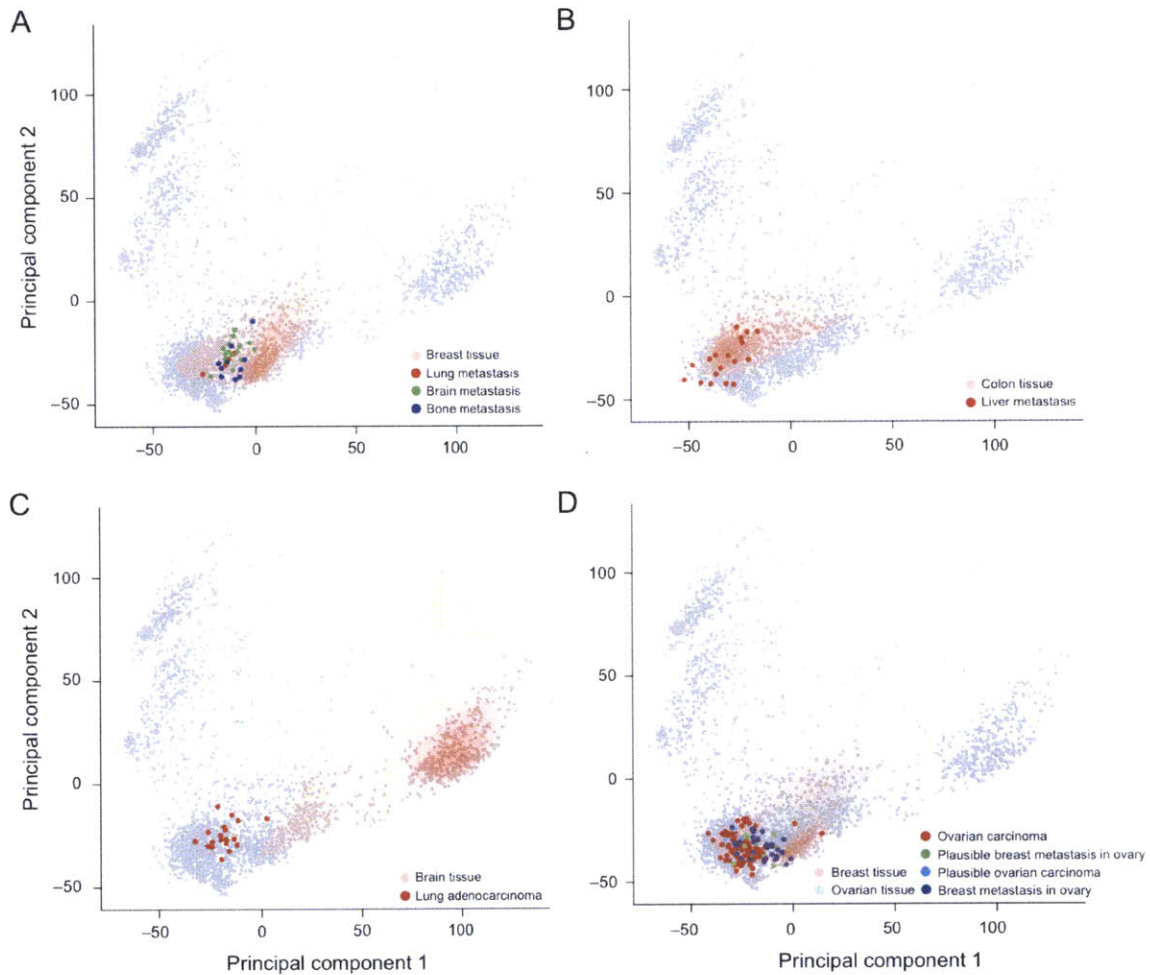 A
Principal component 2
100
50
0
−50
−50
0
50
100
Breast tissue
Lung metastasis
Brain metastasis
Bone metastasis
B
100
50
0
−50
−50
0
50
100
Colon tissue
Liver metastasis
C
Principal component 2
100
50
0
−50
−50
0
50
100
Principal component 1
Brain tissue
Lung adenocarcinoma
D
100
50
0
−50
−50
0
50
100
Principal component 1
Breast tissue
Ovarian tissue
Ovarian carcinoma
Plausible breast metastasis in ovary
Plausible ovarian carcinoma
Breast metastasis in ovary